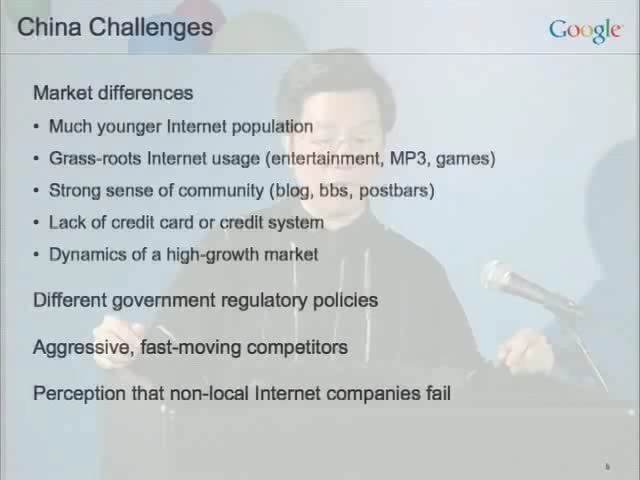 China Challenges
Google
Market differences
• Much younger Internet population
• Grass-roots Internet usage (entertainment, MP3, games)
• Strong sense of community (blog, bbs, postbars)
• Lack of credit card or credit system
• Dynamics of a high-growth market
Different government regulatory policies
Aggressive, fast-moving competitors
Perception that non-local Internet companies fail